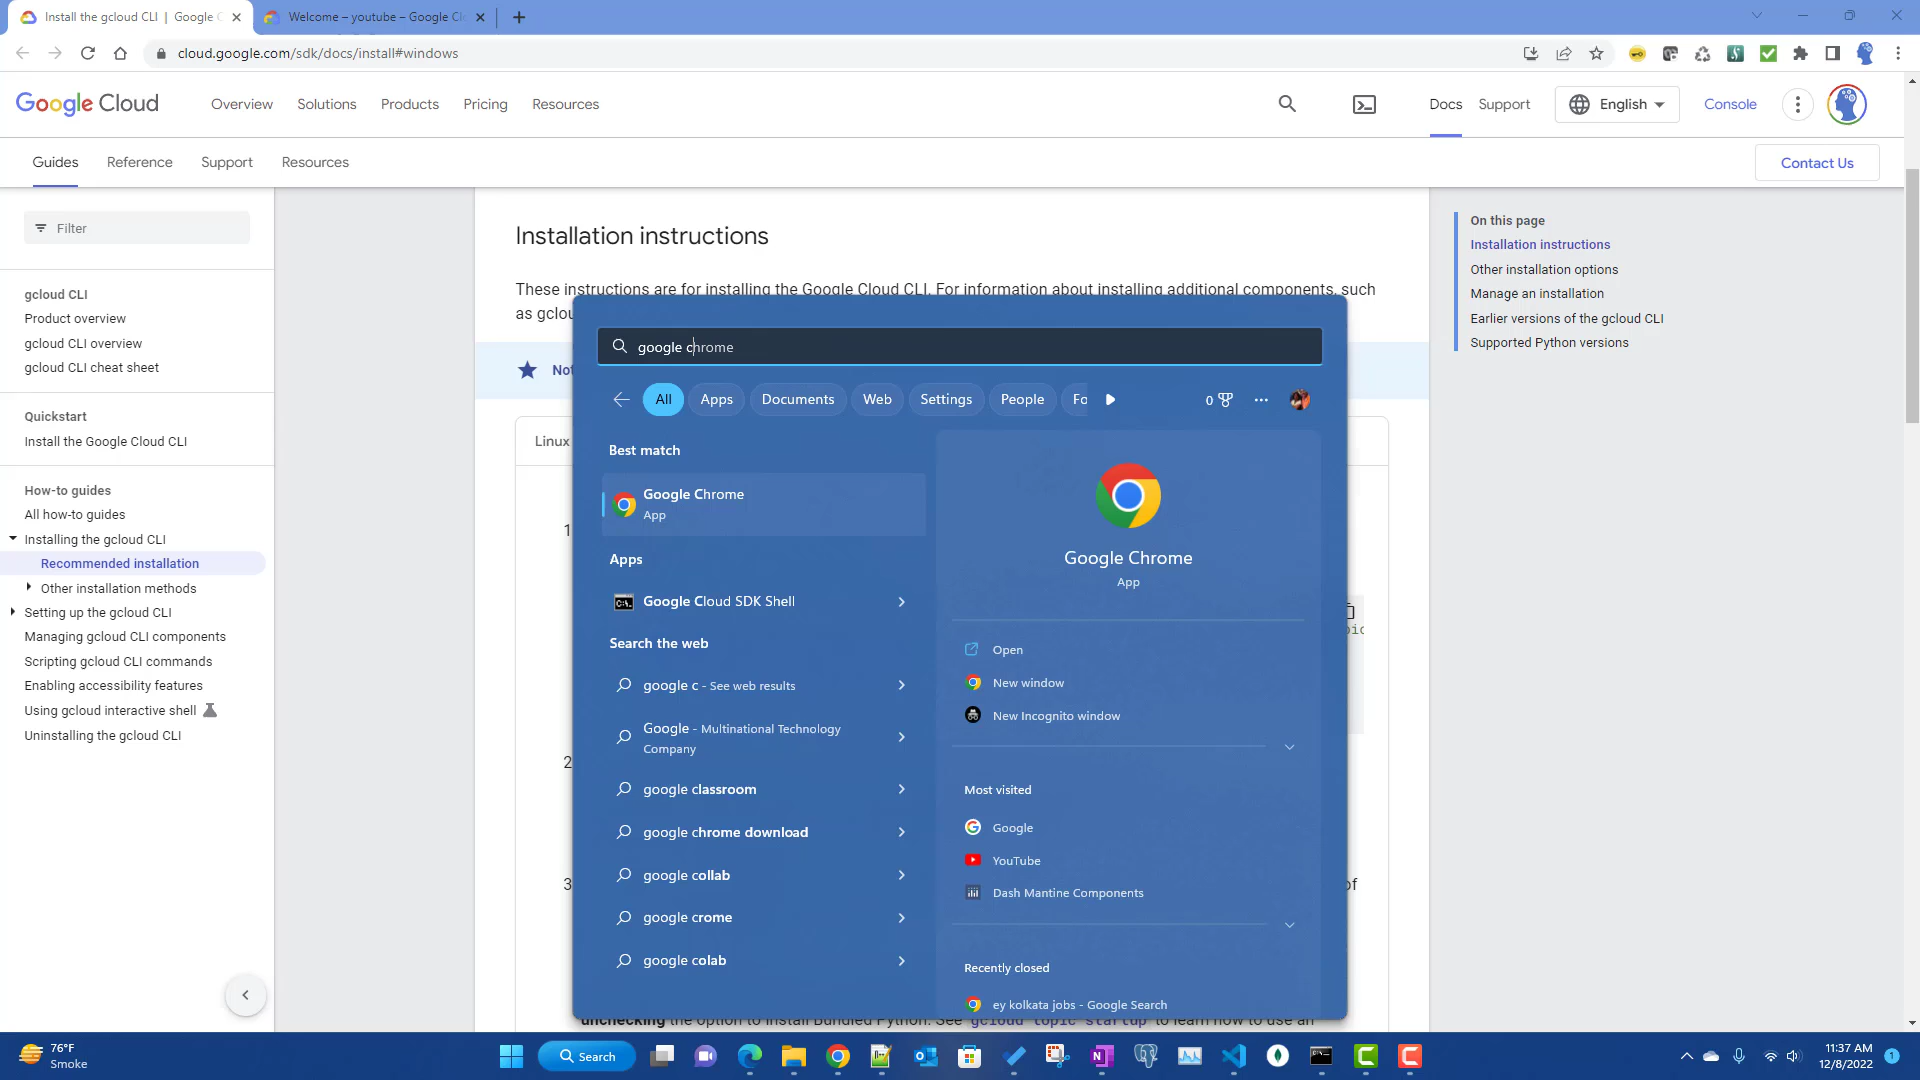 Install the gcloud CLI | Google C
Welcome – youtube – Google Cl
cloud.google.com/sdk/docs/install#windows
Google Cloud
Overview
Solutions
Products
Pricing
Resources
Docs
Support
English
Console
Guides
Reference
Support
Resources
Contact Us
Filter
gcloud CLI
Product overview
gcloud CLI overview
gcloud CLI cheat sheet
Quickstart
Install the Google Cloud CLI
How-to guides
All how-to guides
Installing the gcloud CLI
Recommended installation
Other installation methods
Setting up the gcloud CLI
Managing gcloud CLI components
Scripting gcloud CLI commands
Enabling accessibility features
Using gcloud interactive shell
Uninstalling the gcloud CLI
Installation instructions
These instructions are for installing the Google Cloud CLI. For information about installing additional components, such
as gclou
Not
Linux
1
2
3
of
unchecking the option to install Bundled Python. See gcloud topic startup to learn how to use an
On this page
Installation instructions
Other installation options
Manage an installation
Earlier versions of the gcloud CLI
Supported Python versions
google chrome
All
Apps
Documents
Web
Settings
People
Fo
0
Best match
Google Chrome
App
Apps
Google Cloud SDK Shell
Search the web
google c - See web results
Google - Multinational Technology
Company
google classroom
google chrome download
google collab
google crome
google colab
Google Chrome
App
Open
New window
New Incognito window
Most visited
Google
YouTube
Dash Mantine Components
Recently closed
ey kolkata jobs - Google Search
76°F
Smoke
Search
11:37 AM
12/8/2022
1